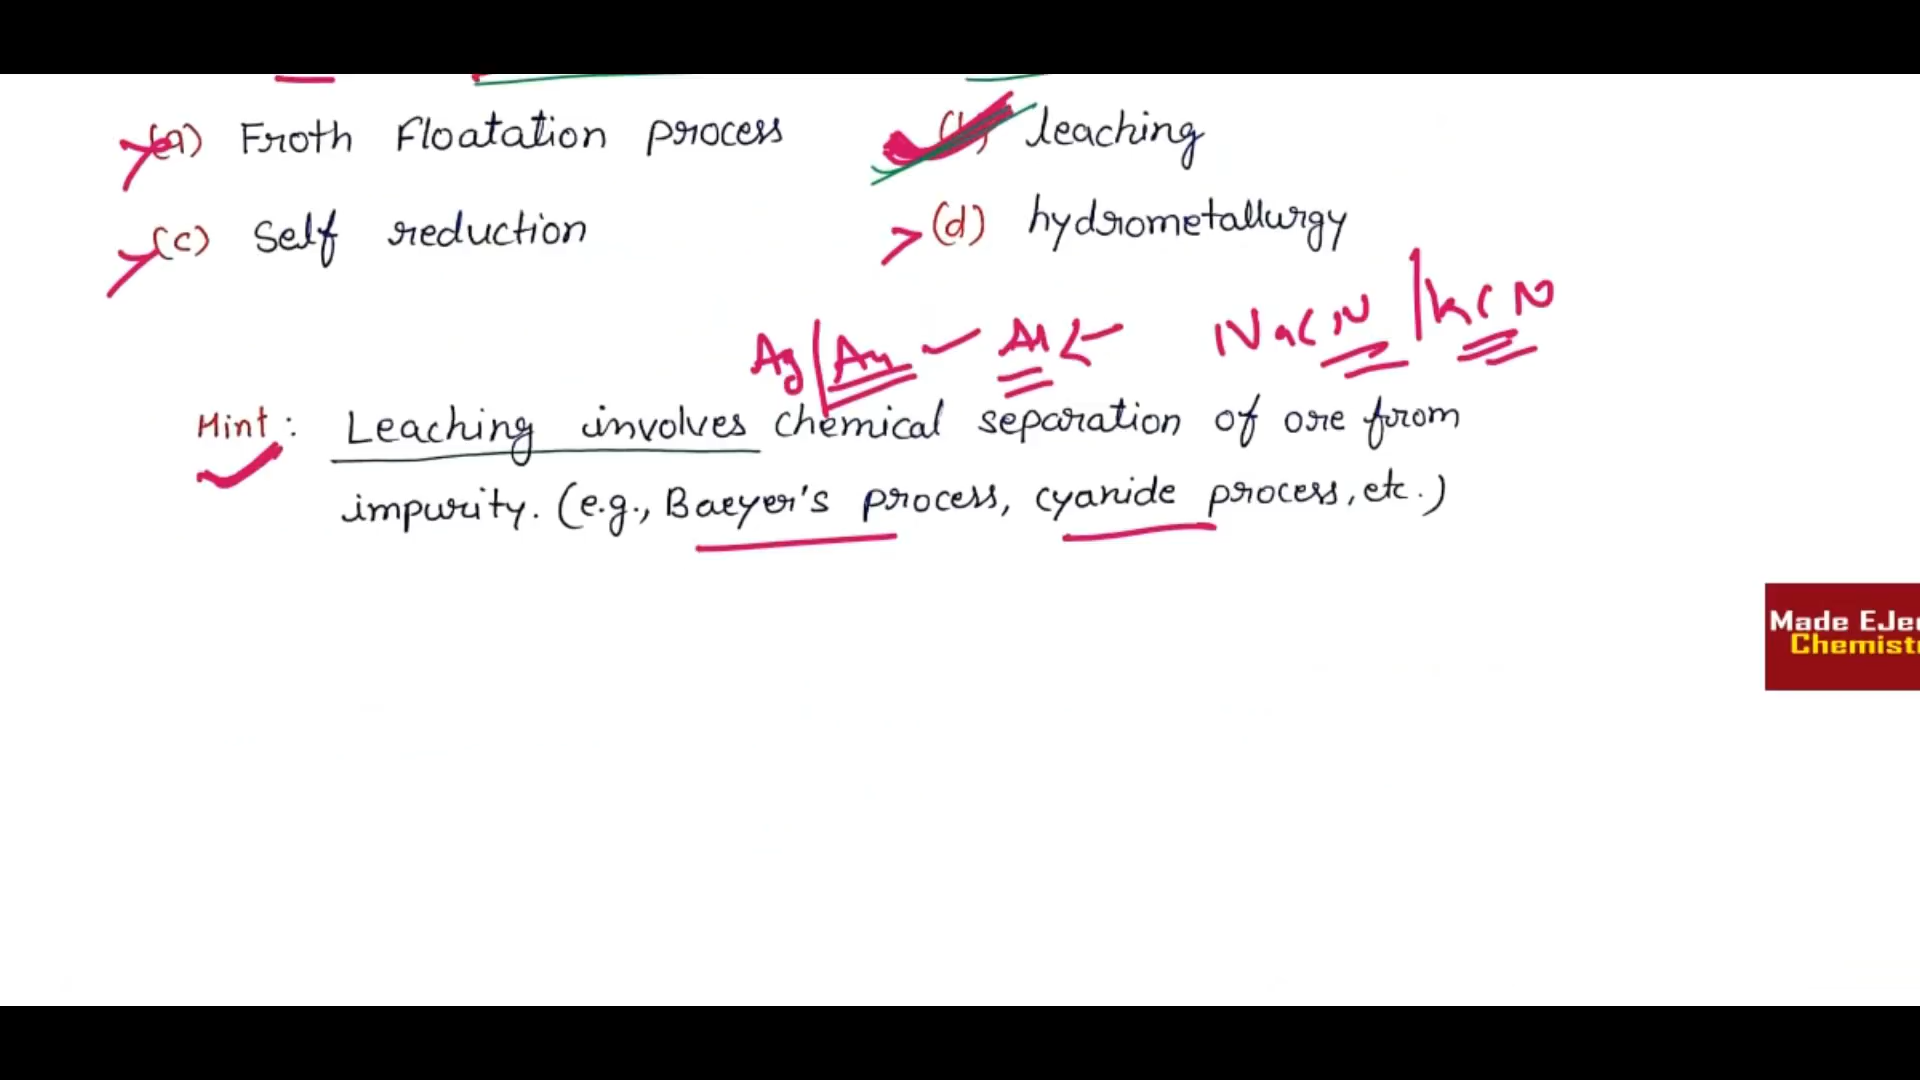 (a) Froth Floatation process (b) leaching
(c) Self reduction (d) hydrometallurgy
Ag/Au Al NaCN/KCN
Hint: Leaching involves chemical separation of ore from
impurity. (e.g., Baeyer's process, cyanide process, etc.)
Made EJee
Chemistr